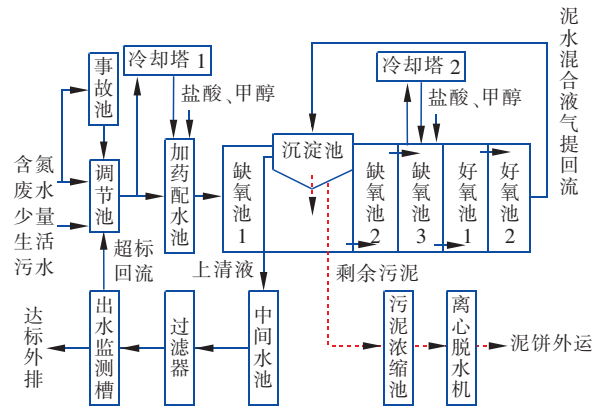 冷却塔 1
事故池
盐酸、甲醇
含氮
废水
少量
生活
污水
调节池
加药配水池
超标
回流
缺氧池1
沉淀池
缺氧池2
冷却塔 2
盐酸、甲醇
缺氧池3
好氧池1
好氧池2
泥水混合液气提回流
上清液
剩余污泥
达标外排
出水监测槽
过滤器
中间水池
污泥浓缩池
离心脱水机
泥饼外运